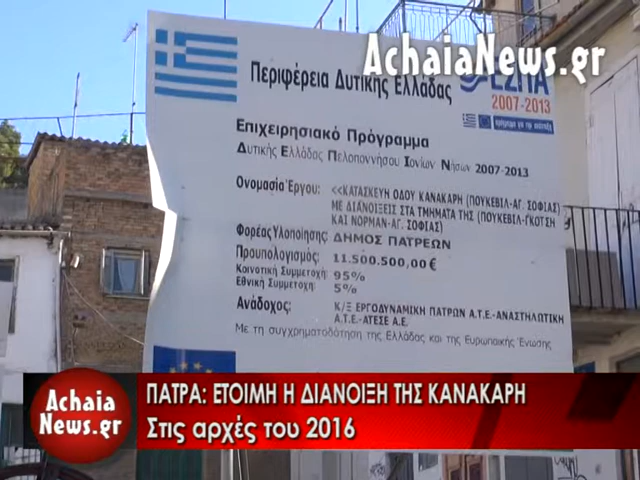 AchaiaNews.gr
Περιφέρεια Δυτικής Ελλάδας
ΕΣΠΑ
2007-2013
Επιχειρησιακό Πρόγραμμα
Δυτικής Ελλάδας Πελοποννήσου Ιονίων Νήσων 2007-2013
Ονομασία Έργου: <<ΚΑΤΑΣΚΕΥΗ ΟΔΟΥ ΚΑΝΑΚΑΡΗ (ΠΟΥΚΕΒΙΛ-ΑΓ. ΣΟΦΙΑΣ)
ΜΕ ΔΙΑΝΟΙΞΕΙΣ ΣΤΑ ΤΜΗΜΑΤΑ ΤΗΣ (ΠΟΥΚΕΒΙΛ-ΓΚΟΤΣΗ
ΚΑΙ ΝΟΡΜΑΝ-ΑΓ. ΣΟΦΙΑΣ)
Φορέας Υλοποίησης: ΔΗΜΟΣ ΠΑΤΡΕΩΝ
Προυπολογισμός: 11.500.500,00€
Κοινοτική Συμμετοχή: 95%
Εθνική Συμμετοχή: 5%
Ανάδοχος: Κ/Ξ ΕΡΓΟΔΥΝΑΜΙΚΗ ΠΑΤΡΩΝ Α.Τ.Ε.-ΑΝΑΣΤΗΛΩΤΙΚΗ
Α.Τ.Ε.-ΑΤΕΣΕ Α.Ε.
Με τη συγχρηματοδότηση της Ελλάδας και της Ευρωπαικής Ένωσης
Achaia
News.gr
ΠΑΤΡΑ: ΕΤΟΙΜΗ Η ΔΙΑΝΟΙΞΗ ΤΗΣ ΚΑΝΑΚΑΡΗ
Στις αρχές του 2016